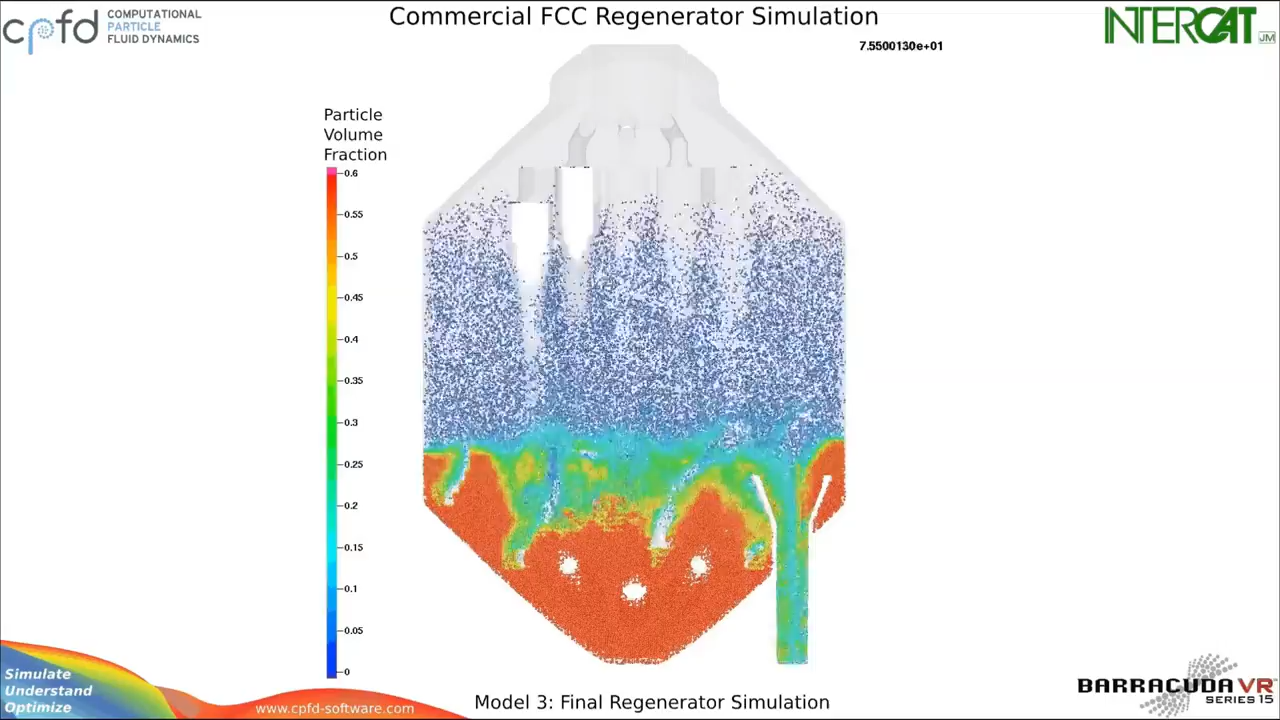 Commercial FCC Regenerator Simulation
cpfd
COMPUTATIONAL
PARTICLE
FLUID DYNAMICS
INTERCAT
JM
7.5500130e+01
Particle
Volume
Fraction
0.6
0.55
0.5
0.45
0.4
0.35
0.3
0.25
0.2
0.15
0.1
0.05
0
Simulate
Understand
Optimize
www.cpfd-software.com
Model 3: Final Regenerator Simulation
BARRACUDA VR
SERIES 15